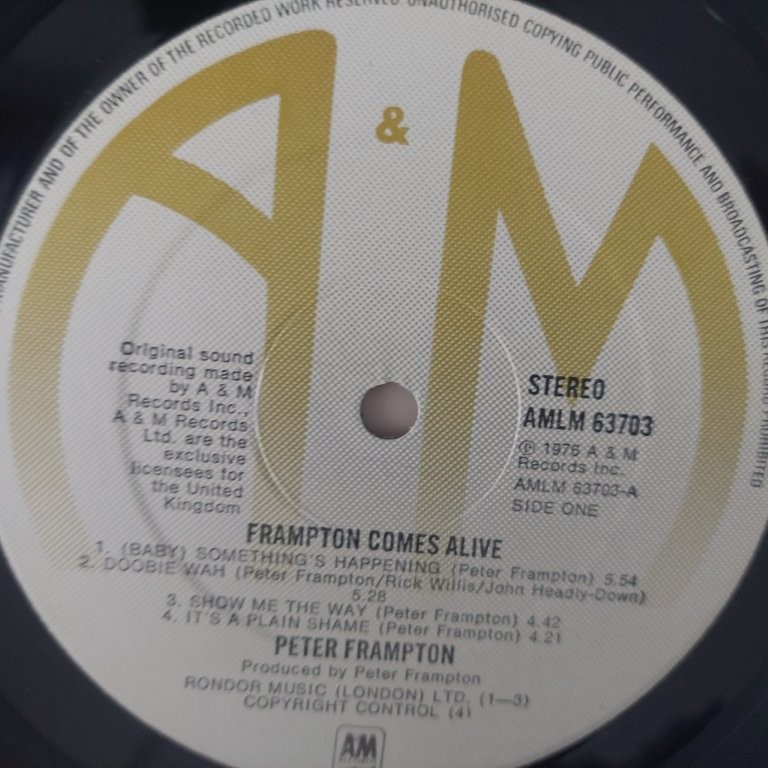 MANUFACTURER AND OF THE OWNER OF THE RECORDED WORK RESERVED. UNAUTHORISED COPYING PUBLIC PERFORMANCE AND BROADCASTING OF THIS RECORD PROHIBITED
A & M
Original sound
recording made
by A & M
Records Inc.,
A & M Records
Ltd. are the
exclusive
licensees for
the United
Kingdom
STEREO
AMLM 63703
Ⓟ 1976 A & M
Records Inc.
AMLM 63703-A
SIDE ONE
FRAMPTON COMES ALIVE
1. (BABY) SOMETHING'S HAPPENING (Peter Frampton) 5.54
2. DOOBIE WAH (Peter Frampton/Rick Willis/John Headly-Down)
5.28
3. SHOW ME THE WAY (Peter Frampton) 4.42
4. IT'S A PLAIN SHAME (Peter Frampton) 4.21
PETER FRAMPTON
Produced by Peter Frampton
RONDOR MUSIC (LONDON) LTD. (1—3)
COPYRIGHT CONTROL (4)
AM